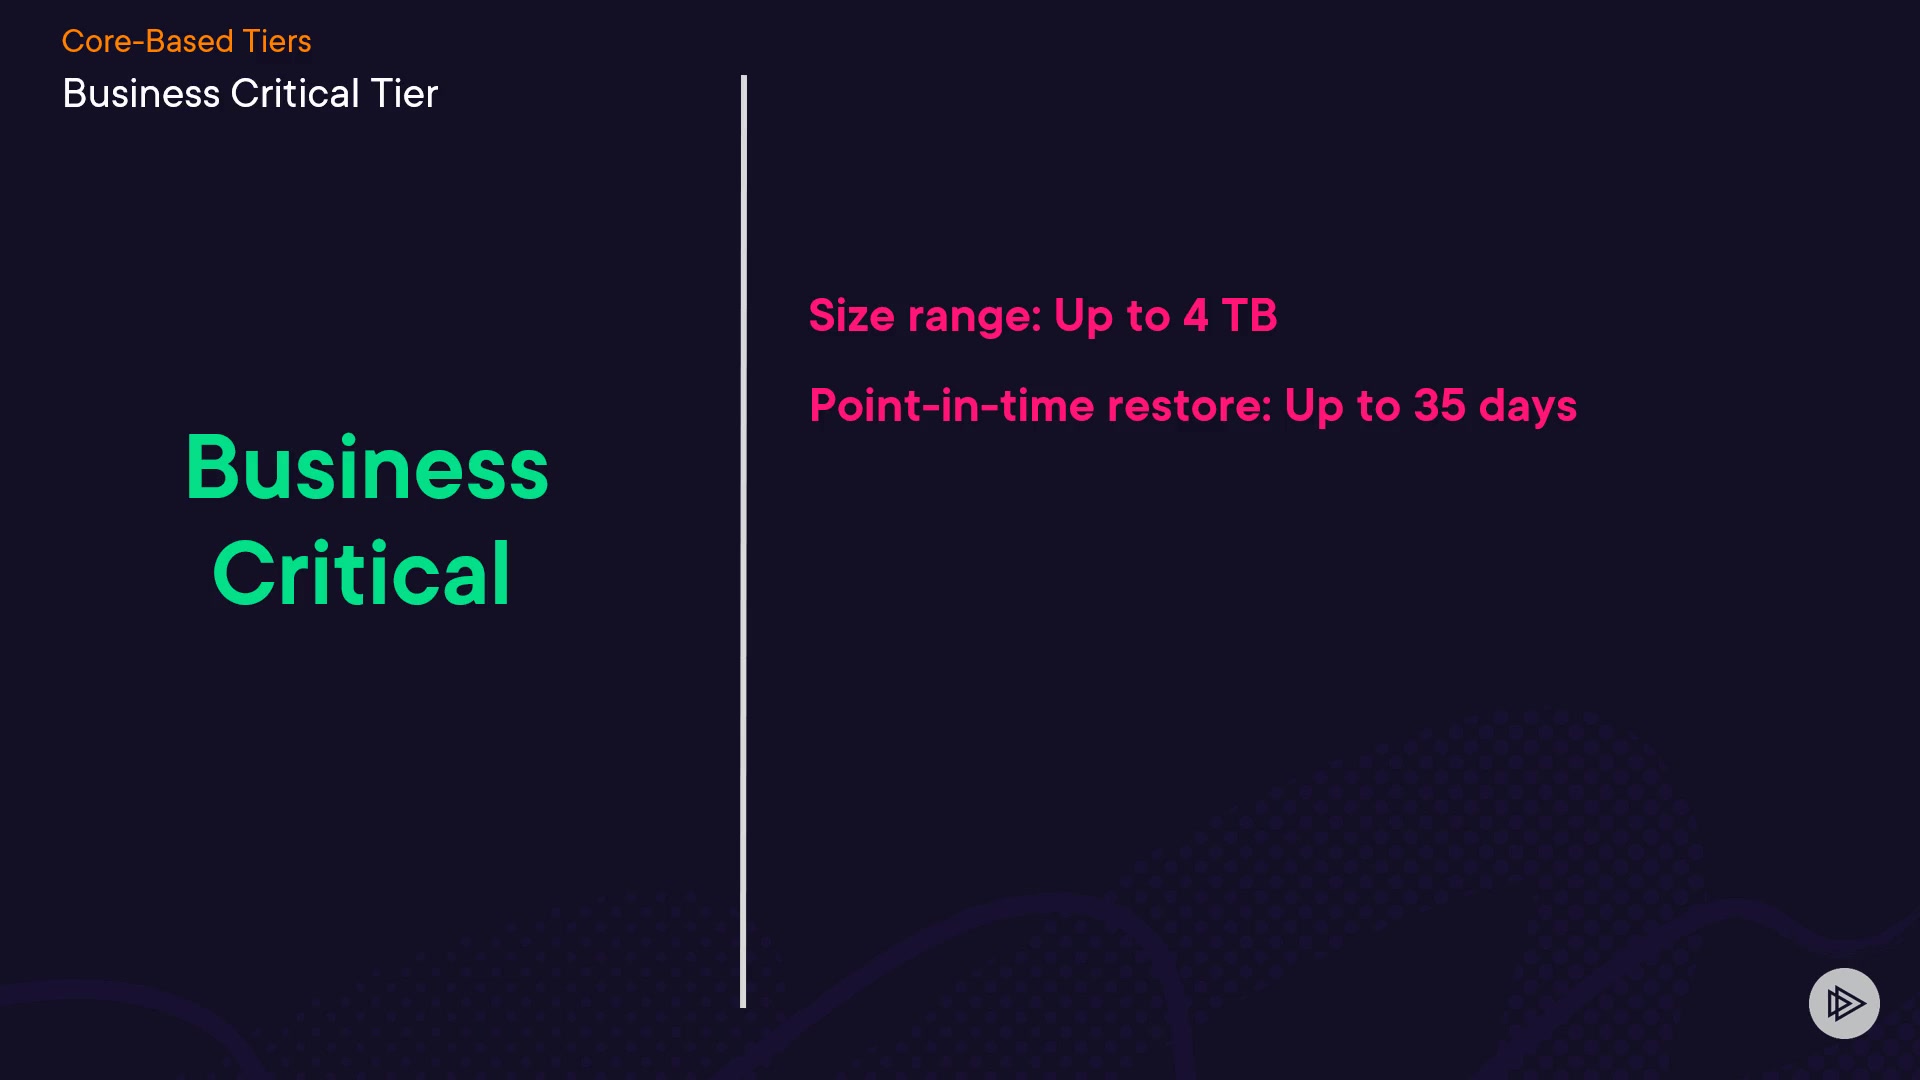 Core-Based Tiers
Business Critical Tier
Business
Critical
Size range: Up to 4 TB
Point-in-time restore: Up to 35 days